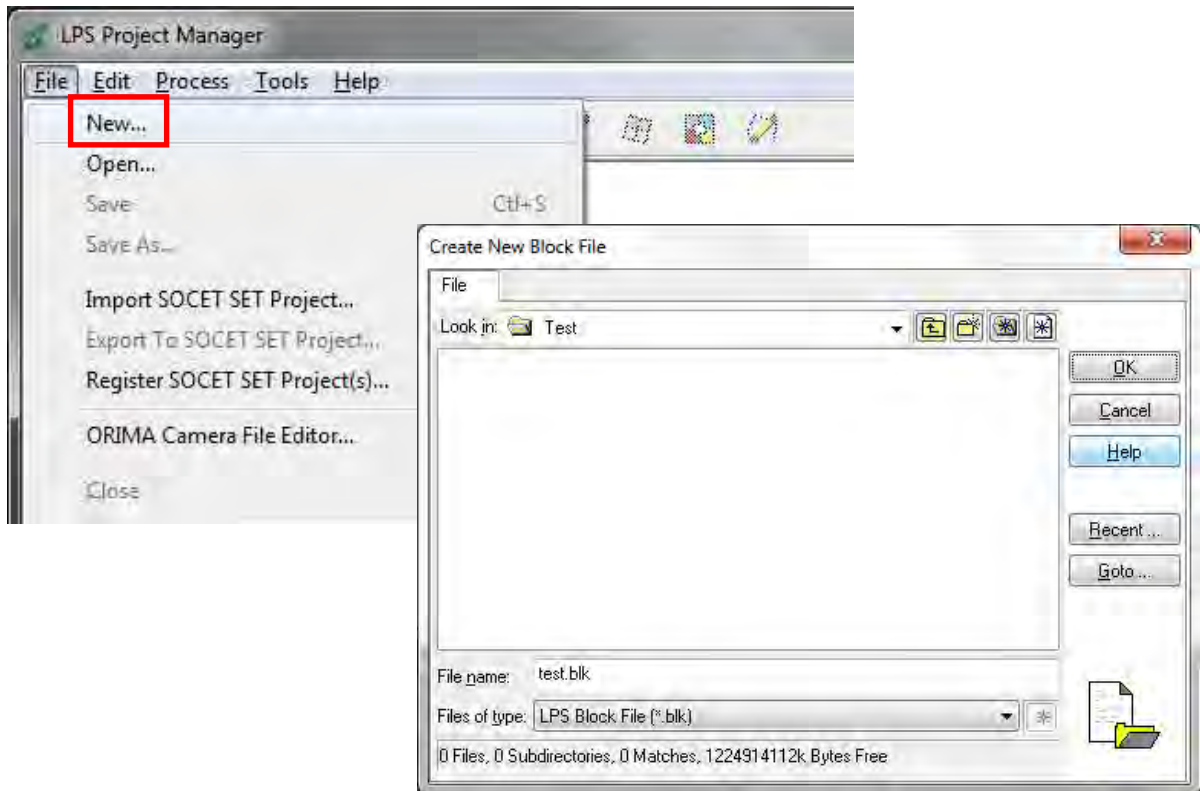 LPS Project Manager
File Edit Process Tools Help
New...
Open...
Save Ctl+S
Save As...
Import SOCET SET Project...
Export To SOCET SET Project...
Register SOCET SET Project(s)...
ORIMA Camera File Editor...
Close
Create New Block File
File
Look in: Test
OK
Cancel
Help
Recent ...
Goto ...
File name: test.blk
Files of type: LPS Block File (*.blk)
0 Files, 0 Subdirectories, 0 Matches, 1224914112k Bytes Free